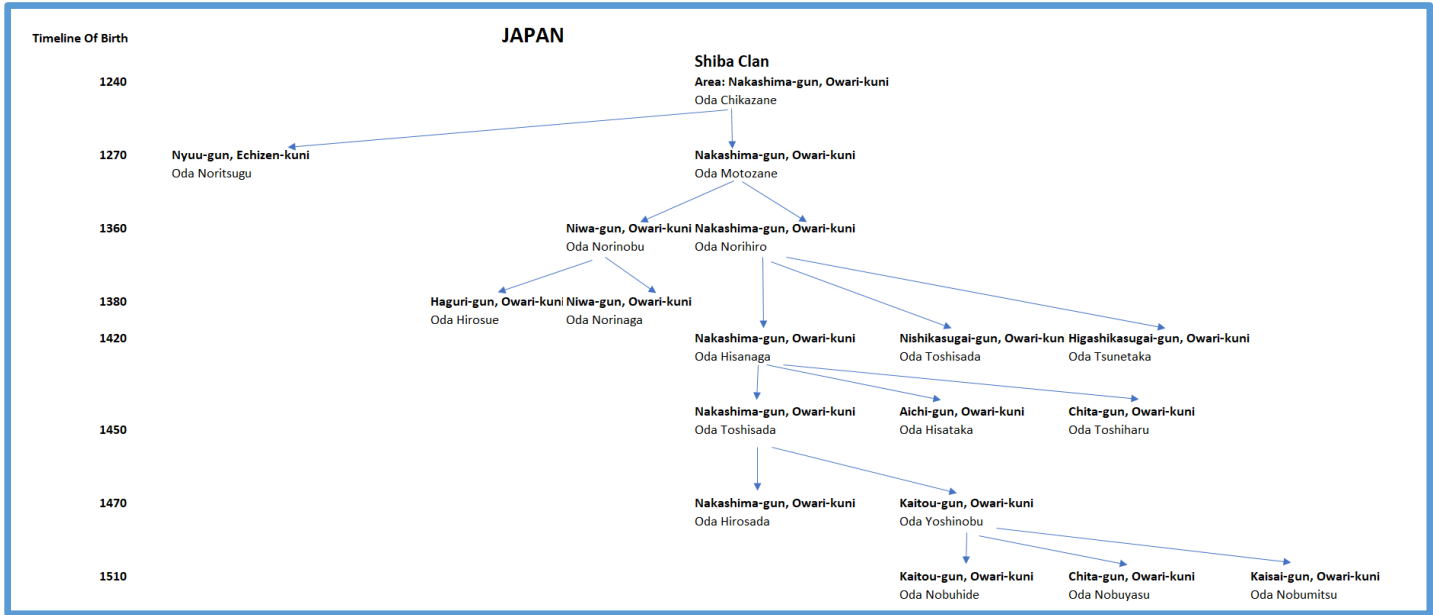 JAPAN
Timeline Of Birth
Shiba Clan
1240
Area: Nakashima-gun, Owari-kuni
Oda Chikazane
1270
Nyuu-gun, Echizen-kuni
Nakashima-gun, Owari-kuni
Oda Noritsugu
Oda Motozane
1360
Niwa-gun, Owari-kuni
Nakashima-gun, Owari-kuni
Oda Norinobu
Oda Norihiro
1380
Haguri-gun, Owari-kuni
Niwa-gun, Owari-kuni
Oda Hirosue
Oda Norinaga
1420
Nakashima-gun, Owari-kuni
Nishikasugai-gun, Owari-kun
Higashikasugai-gun, Owari-kuni
Oda Hisanaga
Oda Toshisada
Oda Tsunetaka
Nakashima-gun, Owari-kuni
Aichi-gun, Owari-kuni
Chita-gun, Owari-kuni
1450
Oda Toshisada
Oda Hisataka
Oda Toshiharu
1470
Nakashima-gun, Owari-kuni
Kaitou-gun, Owari-kuni
Oda Hirosada
Oda Yoshinobu
1510
Kaitou-gun, Owari-kuni
Chita-gun, Owari-kuni
Kaisai-gun, Owari-kuni
Oda Nobuhide
Oda Nobuyasu
Oda Nobumitsu